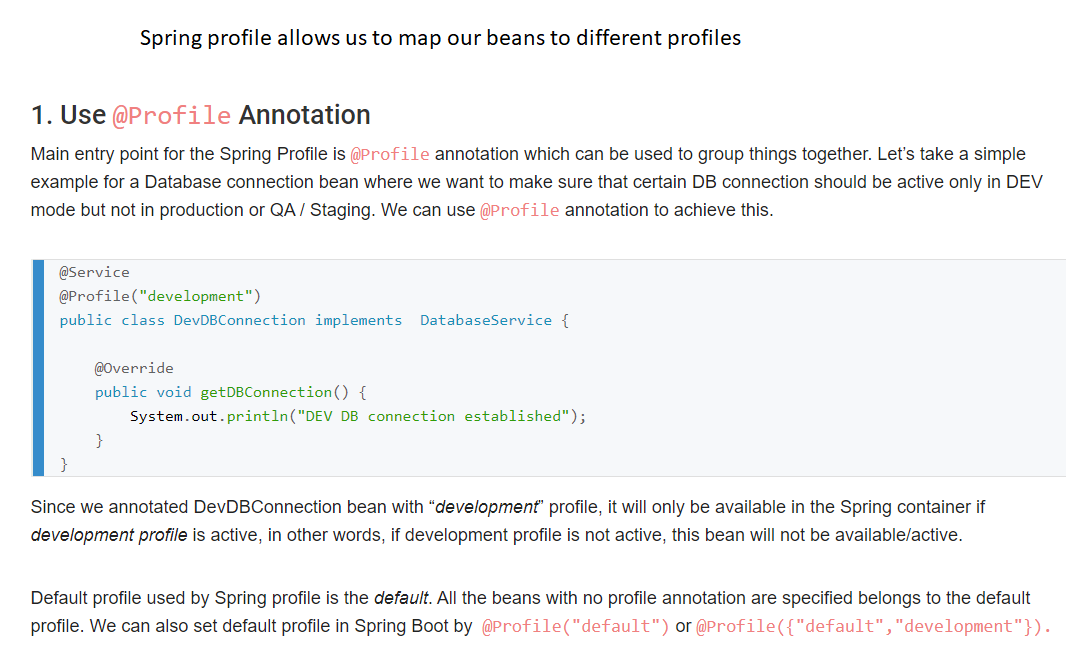 Spring profile allows us to map our beans to different profiles
1. Use @Profile Annotation
Main entry point for the Spring Profile is @Profile annotation which can be used to group things together. Let’s take a simple
example for a Database connection bean where we want to make sure that certain DB connection should be active only in DEV
mode but not in production or QA / Staging. We can use @Profile annotation to achieve this.
@Service
@Profile("development")
public class DevDBConnection implements  DatabaseService {
    @Override
    public void getDBConnection() {
        System.out.println("DEV DB connection established");
    }
}
Since we annotated DevDBConnection bean with “development” profile, it will only be available in the Spring container if
development profile is active, in other words, if development profile is not active, this bean will not be available/active.
Default profile used by Spring profile is the default. All the beans with no profile annotation are specified belongs to the default
profile. We can also set default profile in Spring Boot by @Profile("default") or @Profile({"default","development"}).